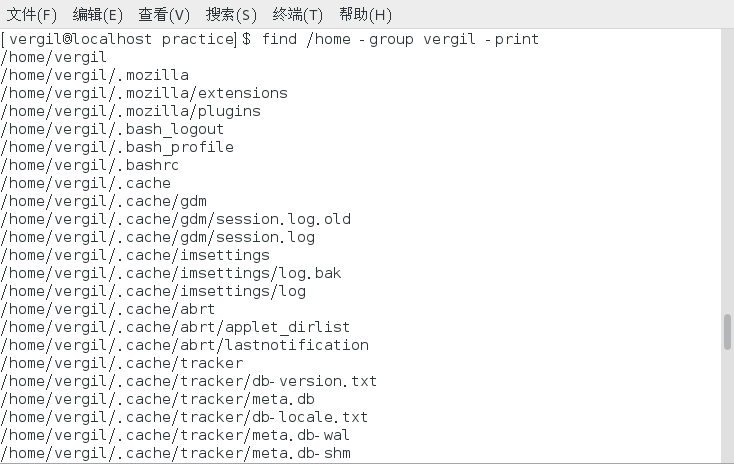 文件(F) 编辑(E) 查看(V) 搜索(S) 终端(T) 帮助(H)
[vergil@localhost practice]$ find /home -group vergil -print
/home/vergil
/home/vergil/.mozilla
/home/vergil/.mozilla/extensions
/home/vergil/.mozilla/plugins
/home/vergil/.bash_logout
/home/vergil/.bash_profile
/home/vergil/.bashrc
/home/vergil/.cache
/home/vergil/.cache/gdm
/home/vergil/.cache/gdm/session.log.old
/home/vergil/.cache/gdm/session.log
/home/vergil/.cache/imsettings
/home/vergil/.cache/imsettings/log.bak
/home/vergil/.cache/imsettings/log
/home/vergil/.cache/abrt
/home/vergil/.cache/abrt/applet_dirlist
/home/vergil/.cache/abrt/lastnotification
/home/vergil/.cache/tracker
/home/vergil/.cache/tracker/db-version.txt
/home/vergil/.cache/tracker/meta.db
/home/vergil/.cache/tracker/db-locale.txt
/home/vergil/.cache/tracker/meta.db-wal
/home/vergil/.cache/tracker/meta.db-shm